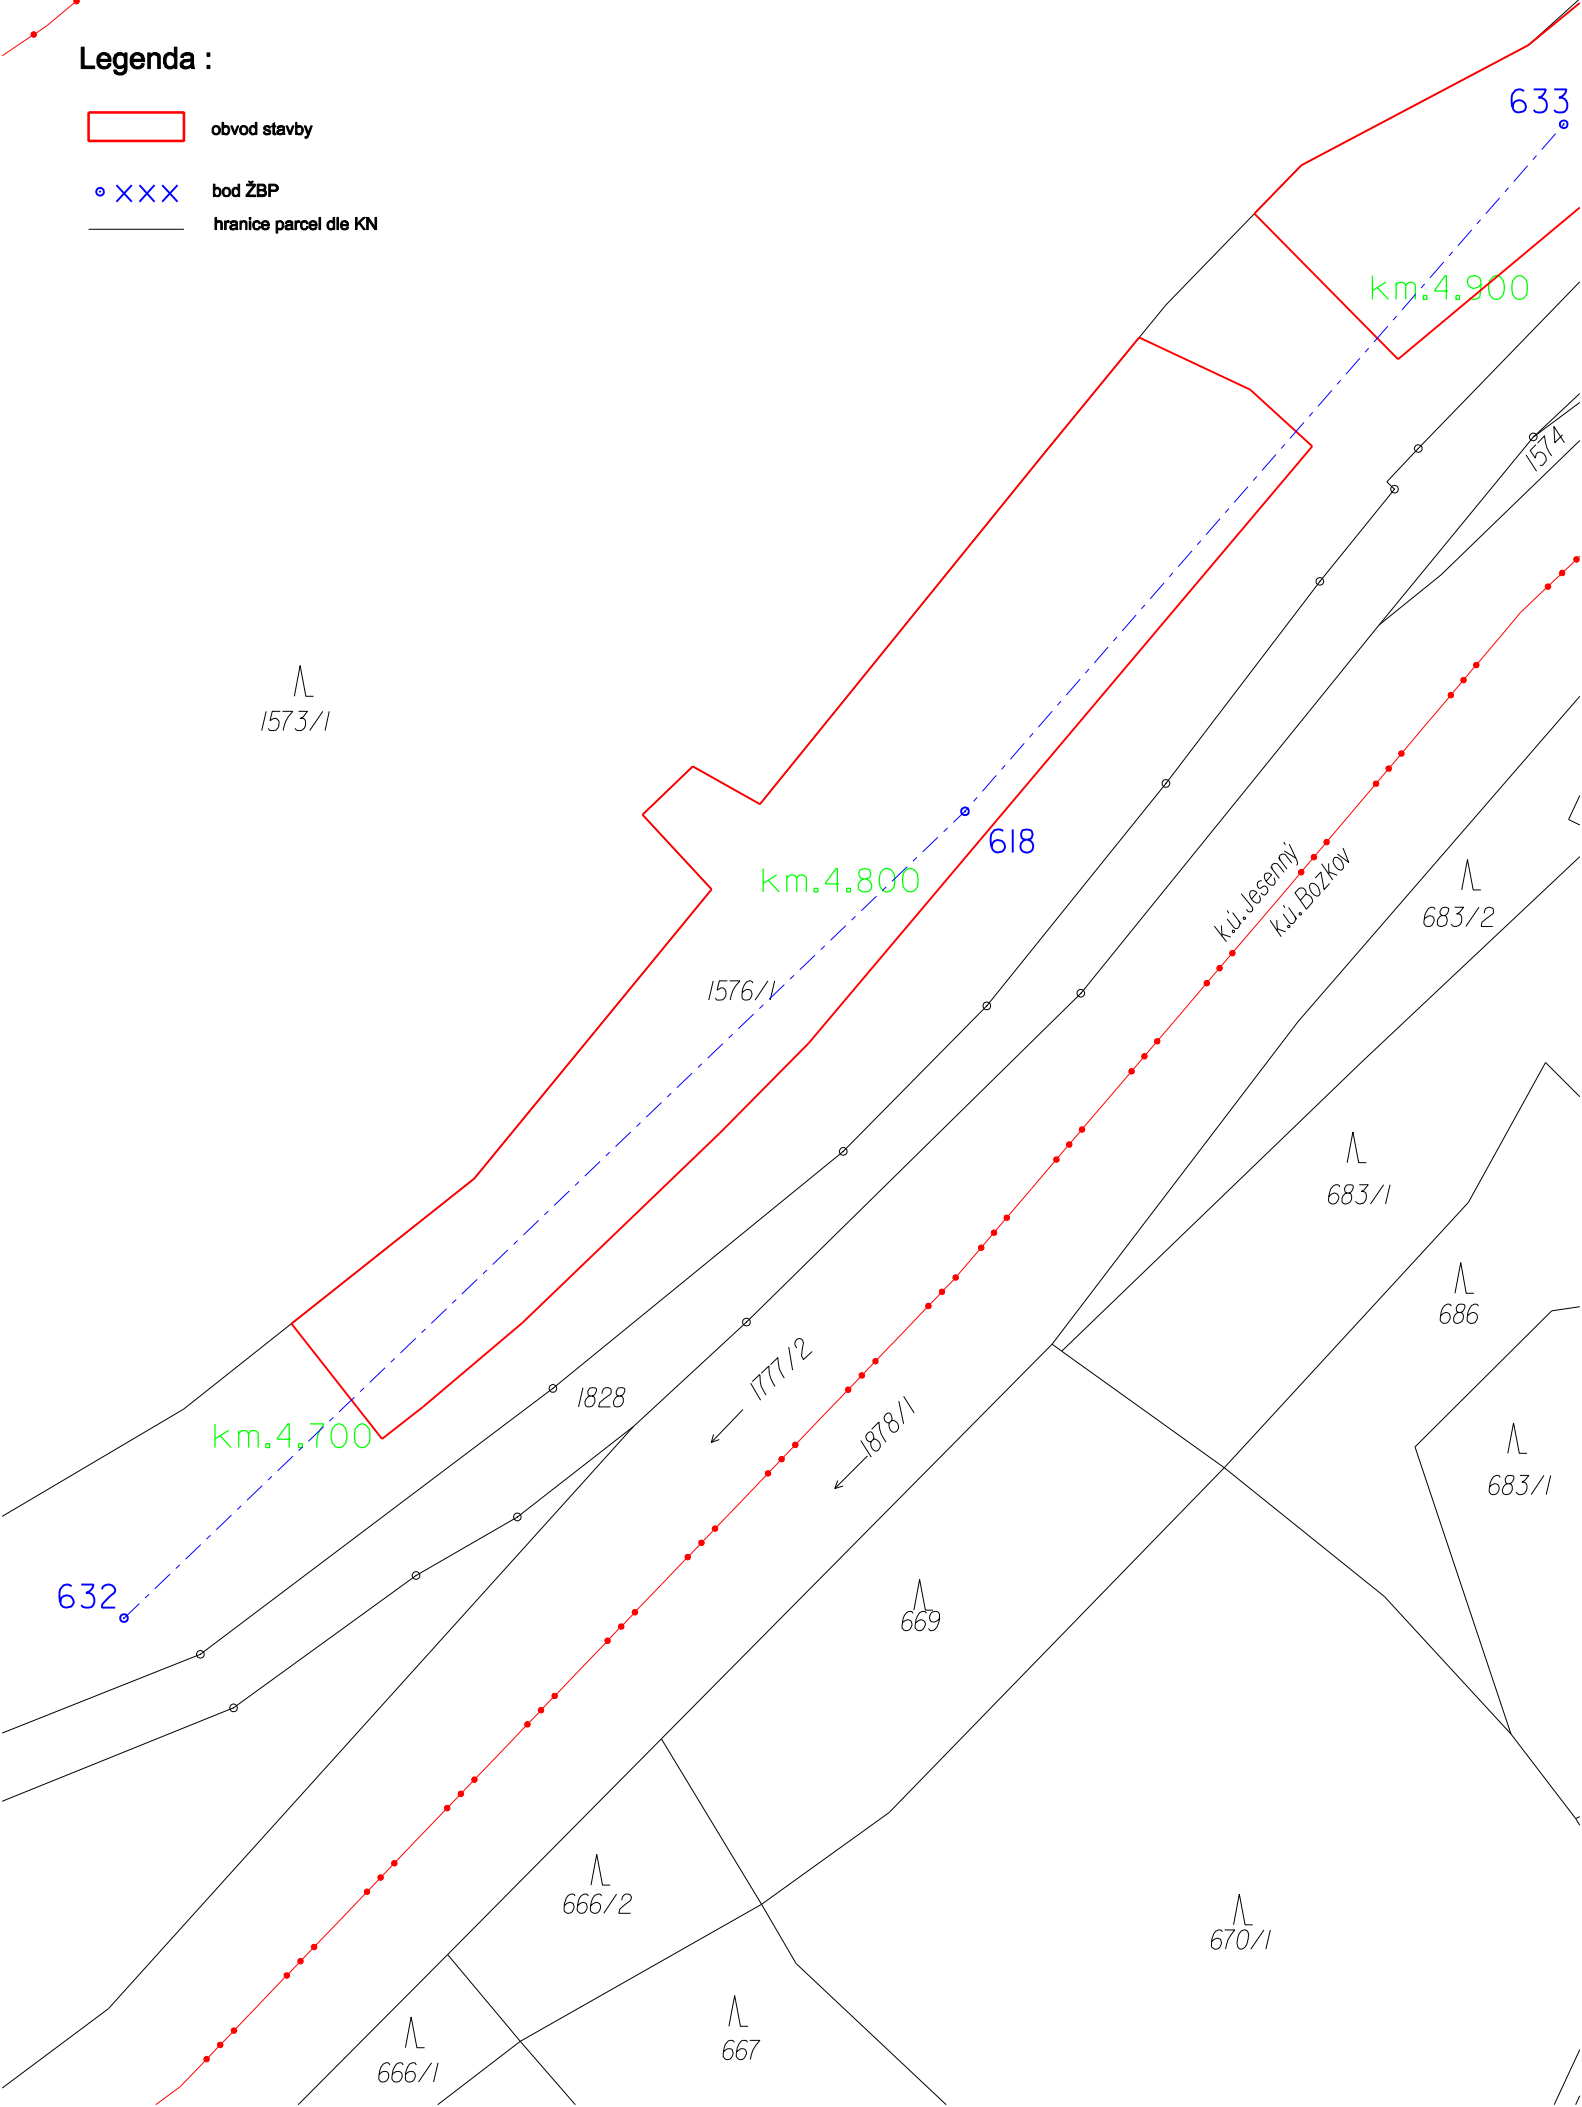 Legenda :
obvod stavby
XXX bod ŽBP
hranice parcel dle KN
633
km.4.900
1574
1573/1
618
km.4.800
k.ú. Jesenný
k.ú. Bozkov
683/2
1576/1
683/1
686
1777/2
1828
1878/1
km.4.700
683/1
632
669
666/2
670/1
667
666/1